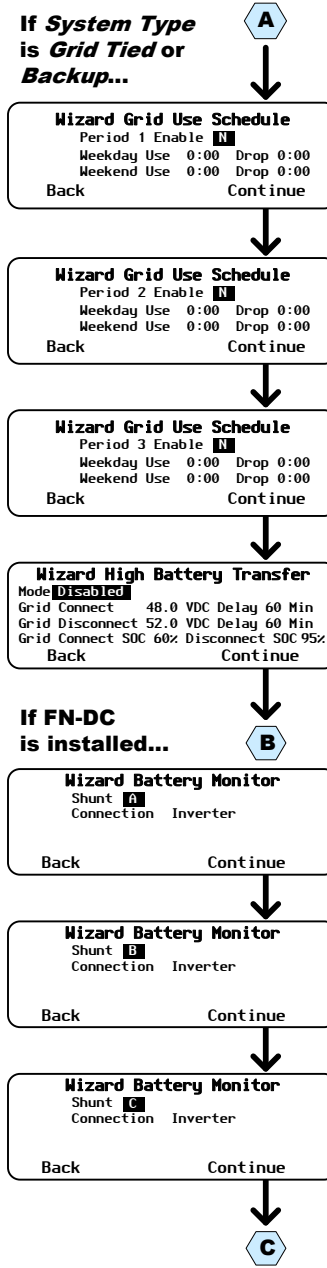 If System Type
is Grid Tied or
Backup...
A
Wizard Grid Use Schedule
Period 1 Enable N
Weekday Use 0:00 Drop 0:00
Weekend Use 0:00 Drop 0:00
Back Continue
Wizard Grid Use Schedule
Period 2 Enable N
Weekday Use 0:00 Drop 0:00
Weekend Use 0:00 Drop 0:00
Back Continue
Wizard Grid Use Schedule
Period 3 Enable N
Weekday Use 0:00 Drop 0:00
Weekend Use 0:00 Drop 0:00
Back Continue
Wizard High Battery Transfer
Mode Disabled
Grid Connect 48.0 VDC Delay 60 Min
Grid Disconnect 52.0 VDC Delay 60 Min
Grid Connect SOC 60% Disconnect SOC 95%
Back Continue
If FN-DC
is installed...
B
Wizard Battery Monitor
Shunt A
Connection Inverter
Back Continue
Wizard Battery Monitor
Shunt B
Connection Inverter
Back Continue
Wizard Battery Monitor
Shunt C
Connection Inverter
Back Continue
C